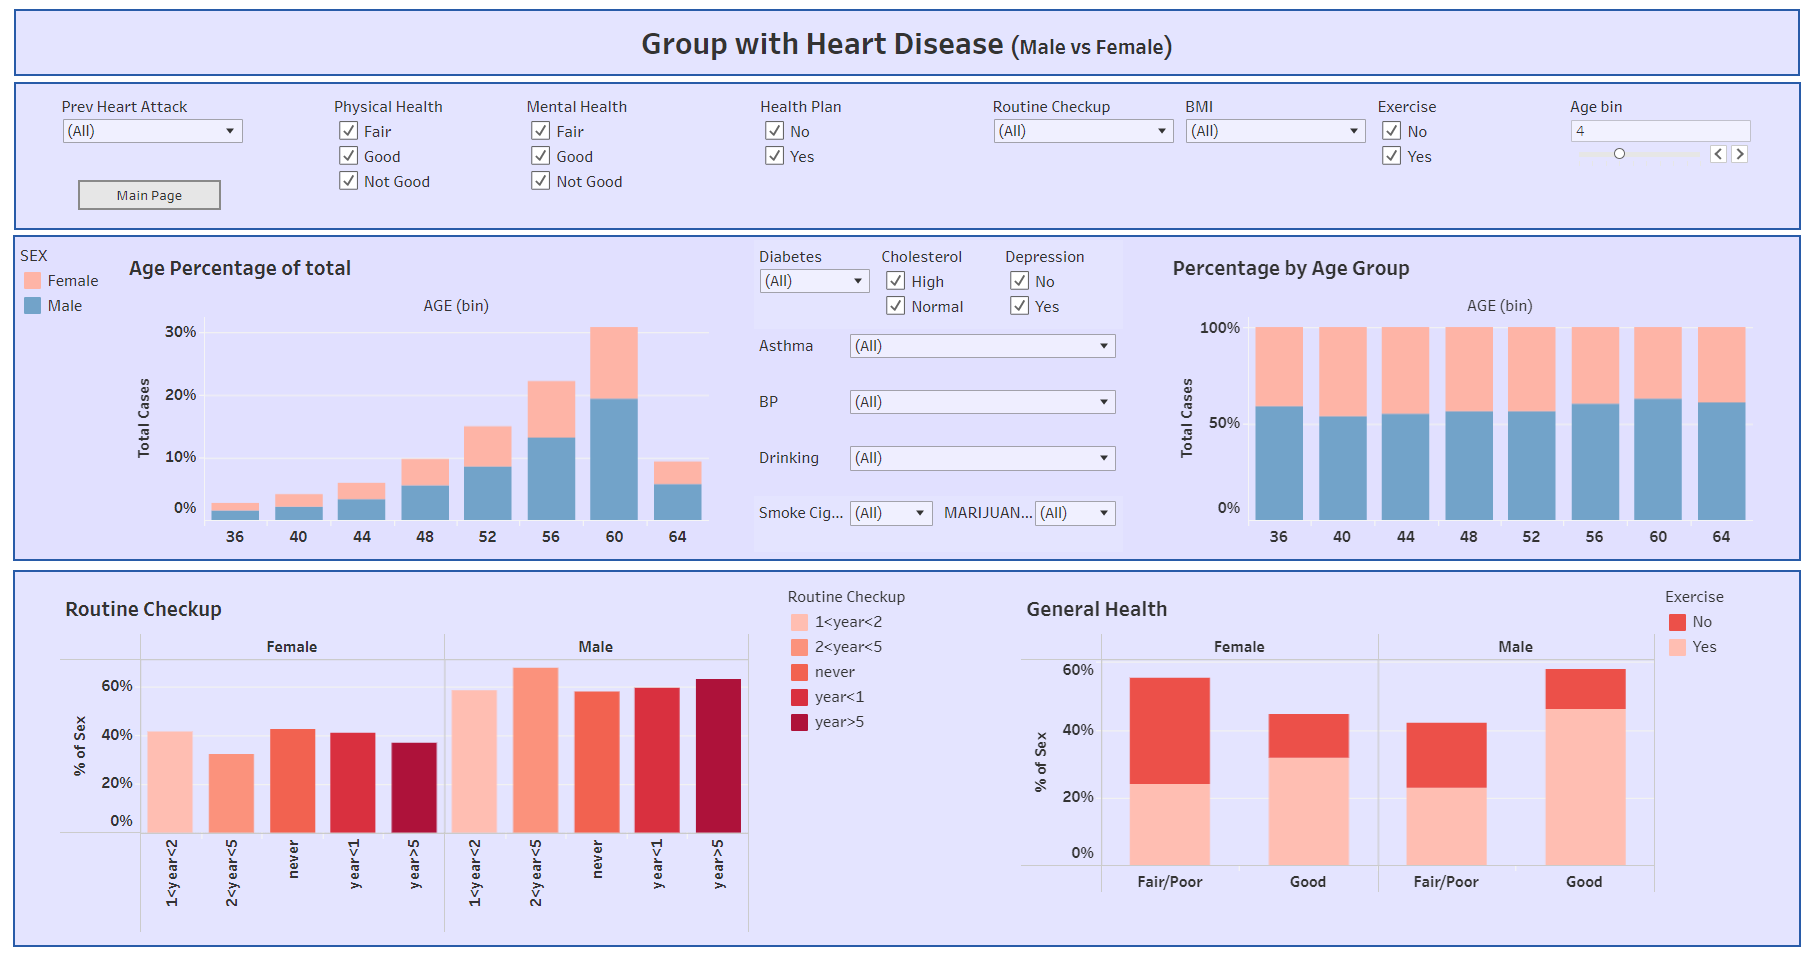 Group with Heart Disease (Male vs Female)
Prev Heart Attack
(All)
Main Page
Physical Health
Fair
Good
Not Good
Mental Health
Fair
Good
Not Good
Health Plan
No
Yes
Routine Checkup
(All)
BMI
(All)
Exercise
No
Yes
Age bin
4
SEX
Female
Male
Age Percentage of total
AGE (bin)
Total Cases
30%
20%
10%
0%
36 40 44 48 52 56 60 64
Diabetes
(All)
Cholesterol
High
Normal
Depression
No
Yes
Asthma (All)
BP (All)
Drinking (All)
Smoke Cig... (All) MARIJUAN... (All)
Percentage by Age Group
AGE (bin)
Total Cases
100%
50%
0%
36 40 44 48 52 56 60 64
Routine Checkup
Female Male
% of Sex
60%
40%
20%
0%
1<year<2 2<year<5 never year<1 year>5 1<year<2 2<year<5 never year<1 year>5
Routine Checkup
1<year<2
2<year<5
never
year<1
year>5
General Health
Female Male
% of Sex
60%
40%
20%
0%
Fair/Poor Good Fair/Poor Good
Exercise
No
Yes